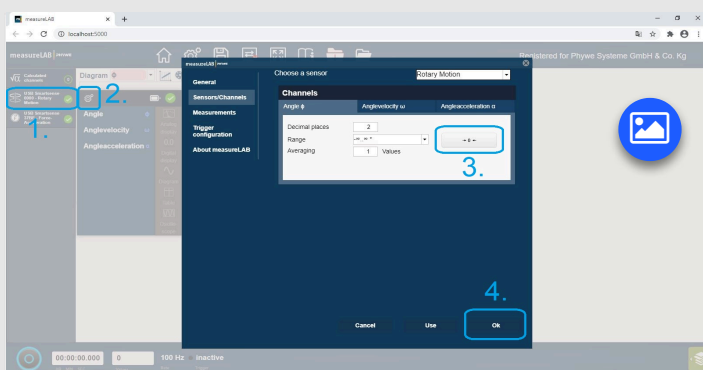 measureLAB
localhost:5000
measureLAB PHYWE
Registered for Phywe Systeme GmbH & Co. Kg
measureLAB PHYWE
Choose a sensor
Rotary Motion
Diagram
General
Channels
2.
Sensors/Channels
Angle φ
Anglevelocity ω
Angleacceleration α
1.
Angle
Measurements
Decimal places
2
Anglevelocity
Trigger
configuration
Range
Angleacceleration
About measureLAB
Averaging
1
Values
3.
4.
Cancel
Use
Ok
00:00:00.000
0
100 Hz
Inactive